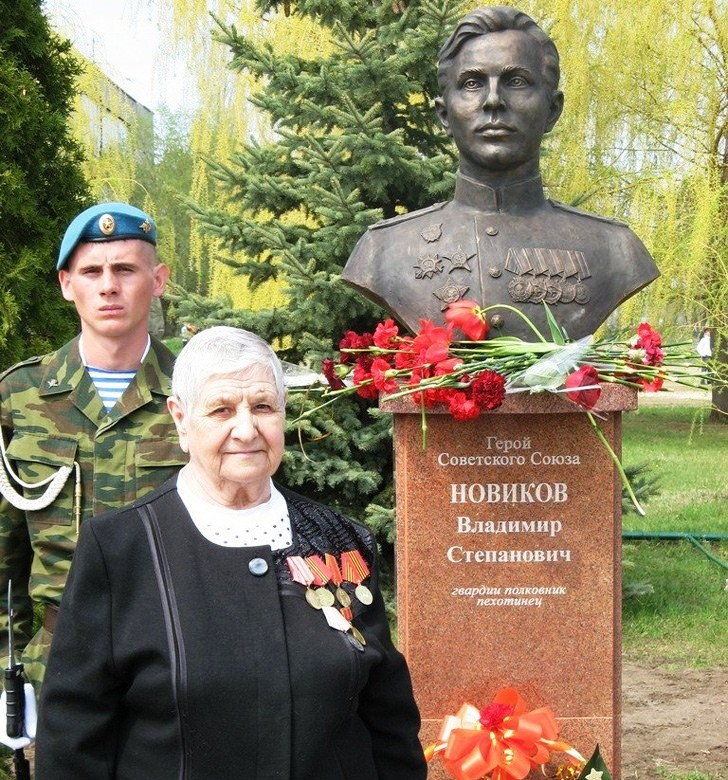 Герой
Советского Союза
НОВИКОВ
Владимир
Степанович
гвардии полковник
пехотинец